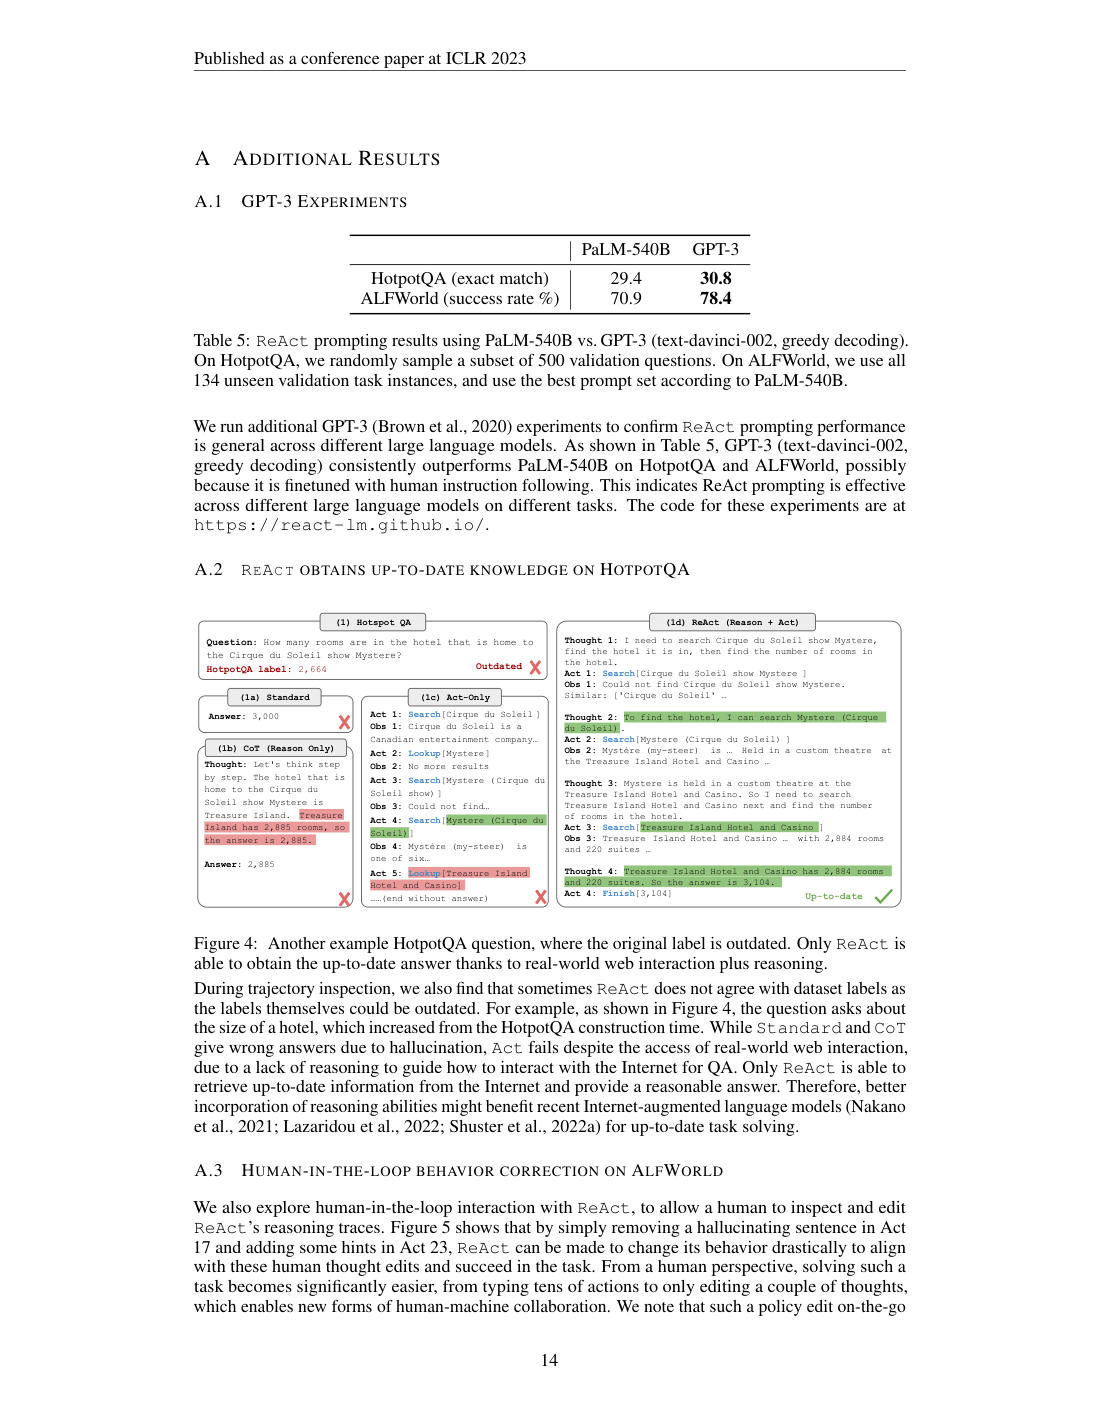 Published as a conference paper at ICLR 2023
A ADDITIONAL RESULTS
A.1 GPT-3 EXPERIMENTS
PaLM-540B GPT-3
HotpotQA (exact match) 29.4 30.8
ALFWorld (success rate %) 70.9 78.4
Table 5: ReAct prompting results using PaLM-540B vs. GPT-3 (text-davinci-002, greedy decoding).
On HotpotQA, we randomly sample a subset of 500 validation questions. On ALFWorld, we use all
134 unseen validation task instances, and use the best prompt set according to PaLM-540B.
We run additional GPT-3 (Brown et al., 2020) experiments to confirm ReAct prompting performance
is general across different large language models. As shown in Table 5, GPT-3 (text-davinci-002,
greedy decoding) consistently outperforms PaLM-540B on HotpotQA and ALFWorld, possibly
because it is finetuned with human instruction following. This indicates ReAct prompting is effective
across different large language models on different tasks. The code for these experiments are at
https://react-lm.github.io/.
A.2 REACT OBTAINS UP-TO-DATE KNOWLEDGE ON HOTPOTQA
(1) Hotspot QA
Question: How many rooms are in the hotel that is home to
the Cirque du Soleil show Mystere?
HotpotQA label: 2,664 Outdated
(1a) Standard
Answer: 3,000
(1b) CoT (Reason Only)
Thought: Let's think step
by step. The hotel that is
home to the Cirque du
Soleil show Mystere is
Treasure Island. Treasure
Island has 2,885 rooms, so
the answer is 2,885.
Answer: 2,885
(1c) Act-Only
Act 1: Search[Cirque du Soleil ]
Obs 1: Cirque du Soleil is a
Canadian entertainment company…
Act 2: Lookup[Mystere]
Obs 2: No more results
Act 3: Search[Mystere (Cirque du
Soleil show)]
Obs 3: Could not find…
Act 4: Search[Mystere (Cirque du
Soleil)]
Obs 4: Mystère (my-steer) is
one of six…
Act 5: Lookup[Treasure Island
Hotel and Casino]
……(end without answer)
(1d) ReAct (Reason + Act)
Thought 1: I need to search Cirque du Soleil show Mystere,
find the hotel it is in, then find the number of rooms in
the hotel.
Act 1: Search[Cirque du Soleil show Mystere ]
Obs 1: Could not find Cirque du Soleil show Mystere.
Similar: ['Cirque du Soleil' …
Thought 2: To find the hotel, I can search Mystere (Cirque
du Soleil).
Act 2: Search[Mystere (Cirque du Soleil) ]
Obs 2: Mystère (my-steer) is … Held in a custom theatre at
the Treasure Island Hotel and Casino …
Thought 3: Mystere is held in a custom theatre at the
Treasure Island Hotel and Casino. So I need to search
Treasure Island Hotel and Casino next and find the number
of rooms in the hotel.
Act 3: Search[Treasure Island Hotel and Casino ]
Obs 3: Treasure Island Hotel and Casino … with 2,884 rooms
and 220 suites …
Thought 4: Treasure Island Hotel and Casino has 2,884 rooms
and 220 suites. So the answer is 3,104.
Act 4: Finish[3,104]
Up-to-date
Figure 4: Another example HotpotQA question, where the original label is outdated. Only ReAct is
able to obtain the up-to-date answer thanks to real-world web interaction plus reasoning.
During trajectory inspection, we also find that sometimes ReAct does not agree with dataset labels as
the labels themselves could be outdated. For example, as shown in Figure 4, the question asks about
the size of a hotel, which increased from the HotpotQA construction time. While Standard and CoT
give wrong answers due to hallucination, Act fails despite the access of real-world web interaction,
due to a lack of reasoning to guide how to interact with the Internet for QA. Only ReAct is able to
retrieve up-to-date information from the Internet and provide a reasonable answer. Therefore, better
incorporation of reasoning abilities might benefit recent Internet-augmented language models (Nakano
et al., 2021; Lazaridou et al., 2022; Shuster et al., 2022a) for up-to-date task solving.
A.3 HUMAN-IN-THE-LOOP BEHAVIOR CORRECTION ON ALFWORLD
We also explore human-in-the-loop interaction with ReAct, to allow a human to inspect and edit
ReAct's reasoning traces. Figure 5 shows that by simply removing a hallucinating sentence in Act
17 and adding some hints in Act 23, ReAct can be made to change its behavior drastically to align
with these human thought edits and succeed in the task. From a human perspective, solving such a
task becomes significantly easier, from typing tens of actions to only editing a couple of thoughts,
which enables new forms of human-machine collaboration. We note that such a policy edit on-the-go
14